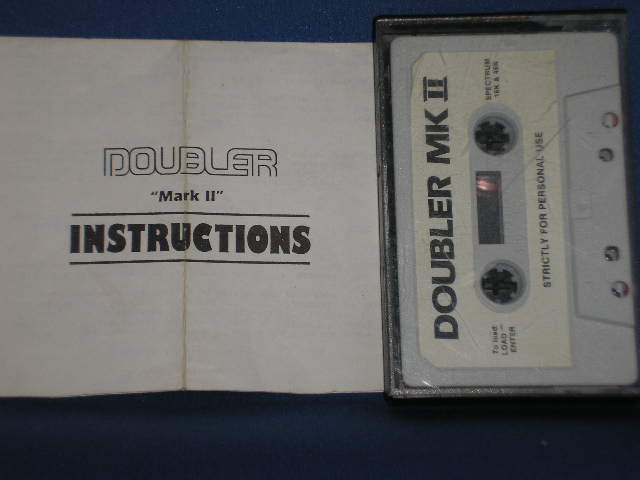 DOUBLER
"Mark II"
INSTRUCTIONS
DOUBLER MK II
SPECTRUM
16K & 48K
To load:
LOAD ""
ENTER
STRICTLY FOR PERSONAL USE